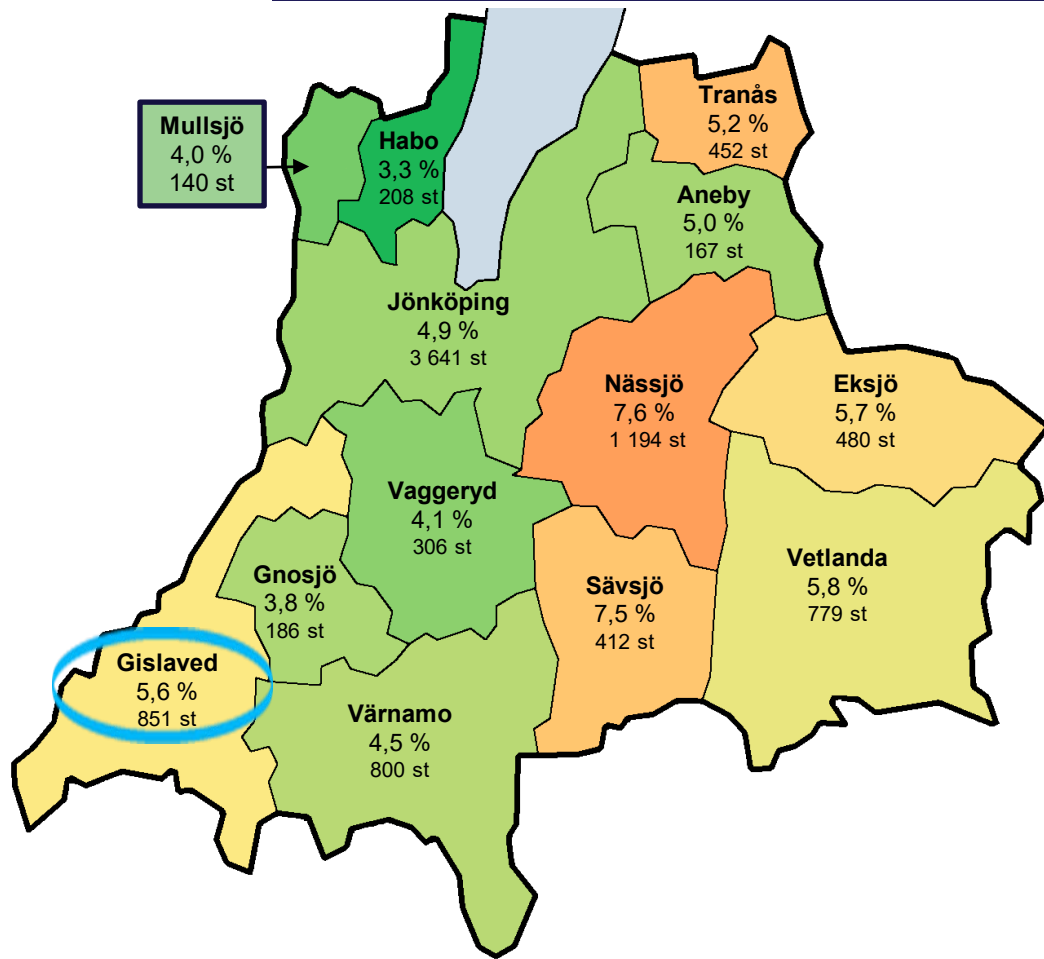 Tranås
5,2 %
452 st
Mullsjö
4,0 %
140 st
Habo
3,3 %
208 st
Aneby
5,0 %
167 st
Jönköping
4,9 %
3 641 st
Nässjö
7,6 %
1 194 st
Eksjö
5,7 %
480 st
Vaggeryd
4,1 %
306 st
Vetlanda
5,8 %
779 st
Gnosjö
3,8 %
186 st
Sävsjö
7,5 %
412 st
Gislaved
5,6 %
851 st
Värnamo
4,5 %
800 st